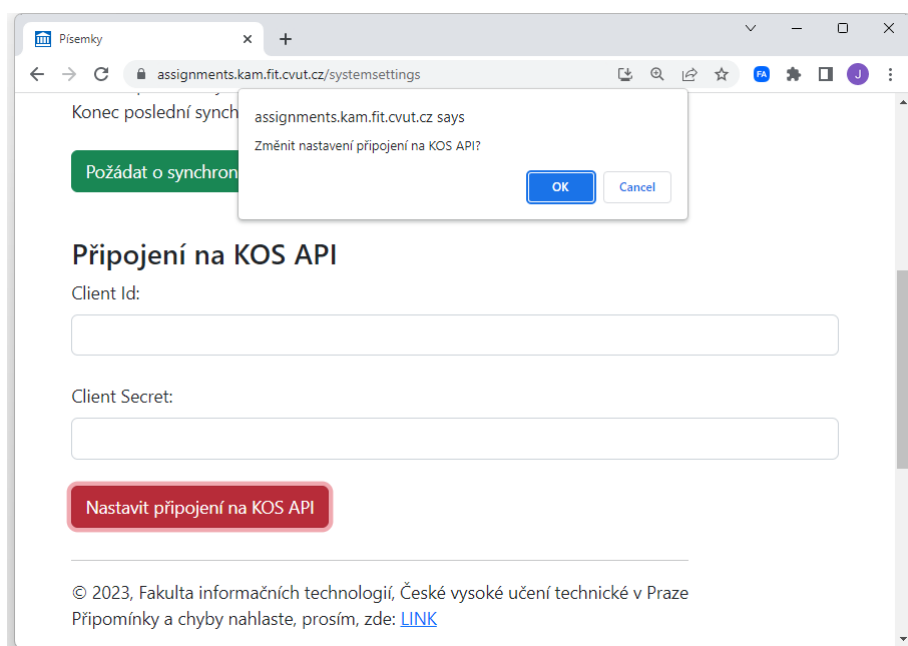 Písemky
assignments.kam.fit.cvut.cz/systemsettings
FA
J
Konec poslední synch
assignments.kam.fit.cvut.cz says
Změnit nastavení připojení na KOS API?
OK
Cancel
Požádat o synchron
Připojení na KOS API
Client Id:
Client Secret:
Nastavit připojení na KOS API
© 2023, Fakulta informačních technologií, České vysoké učení technické v Praze
Připomínky a chyby nahlaste, prosím, zde: LINK